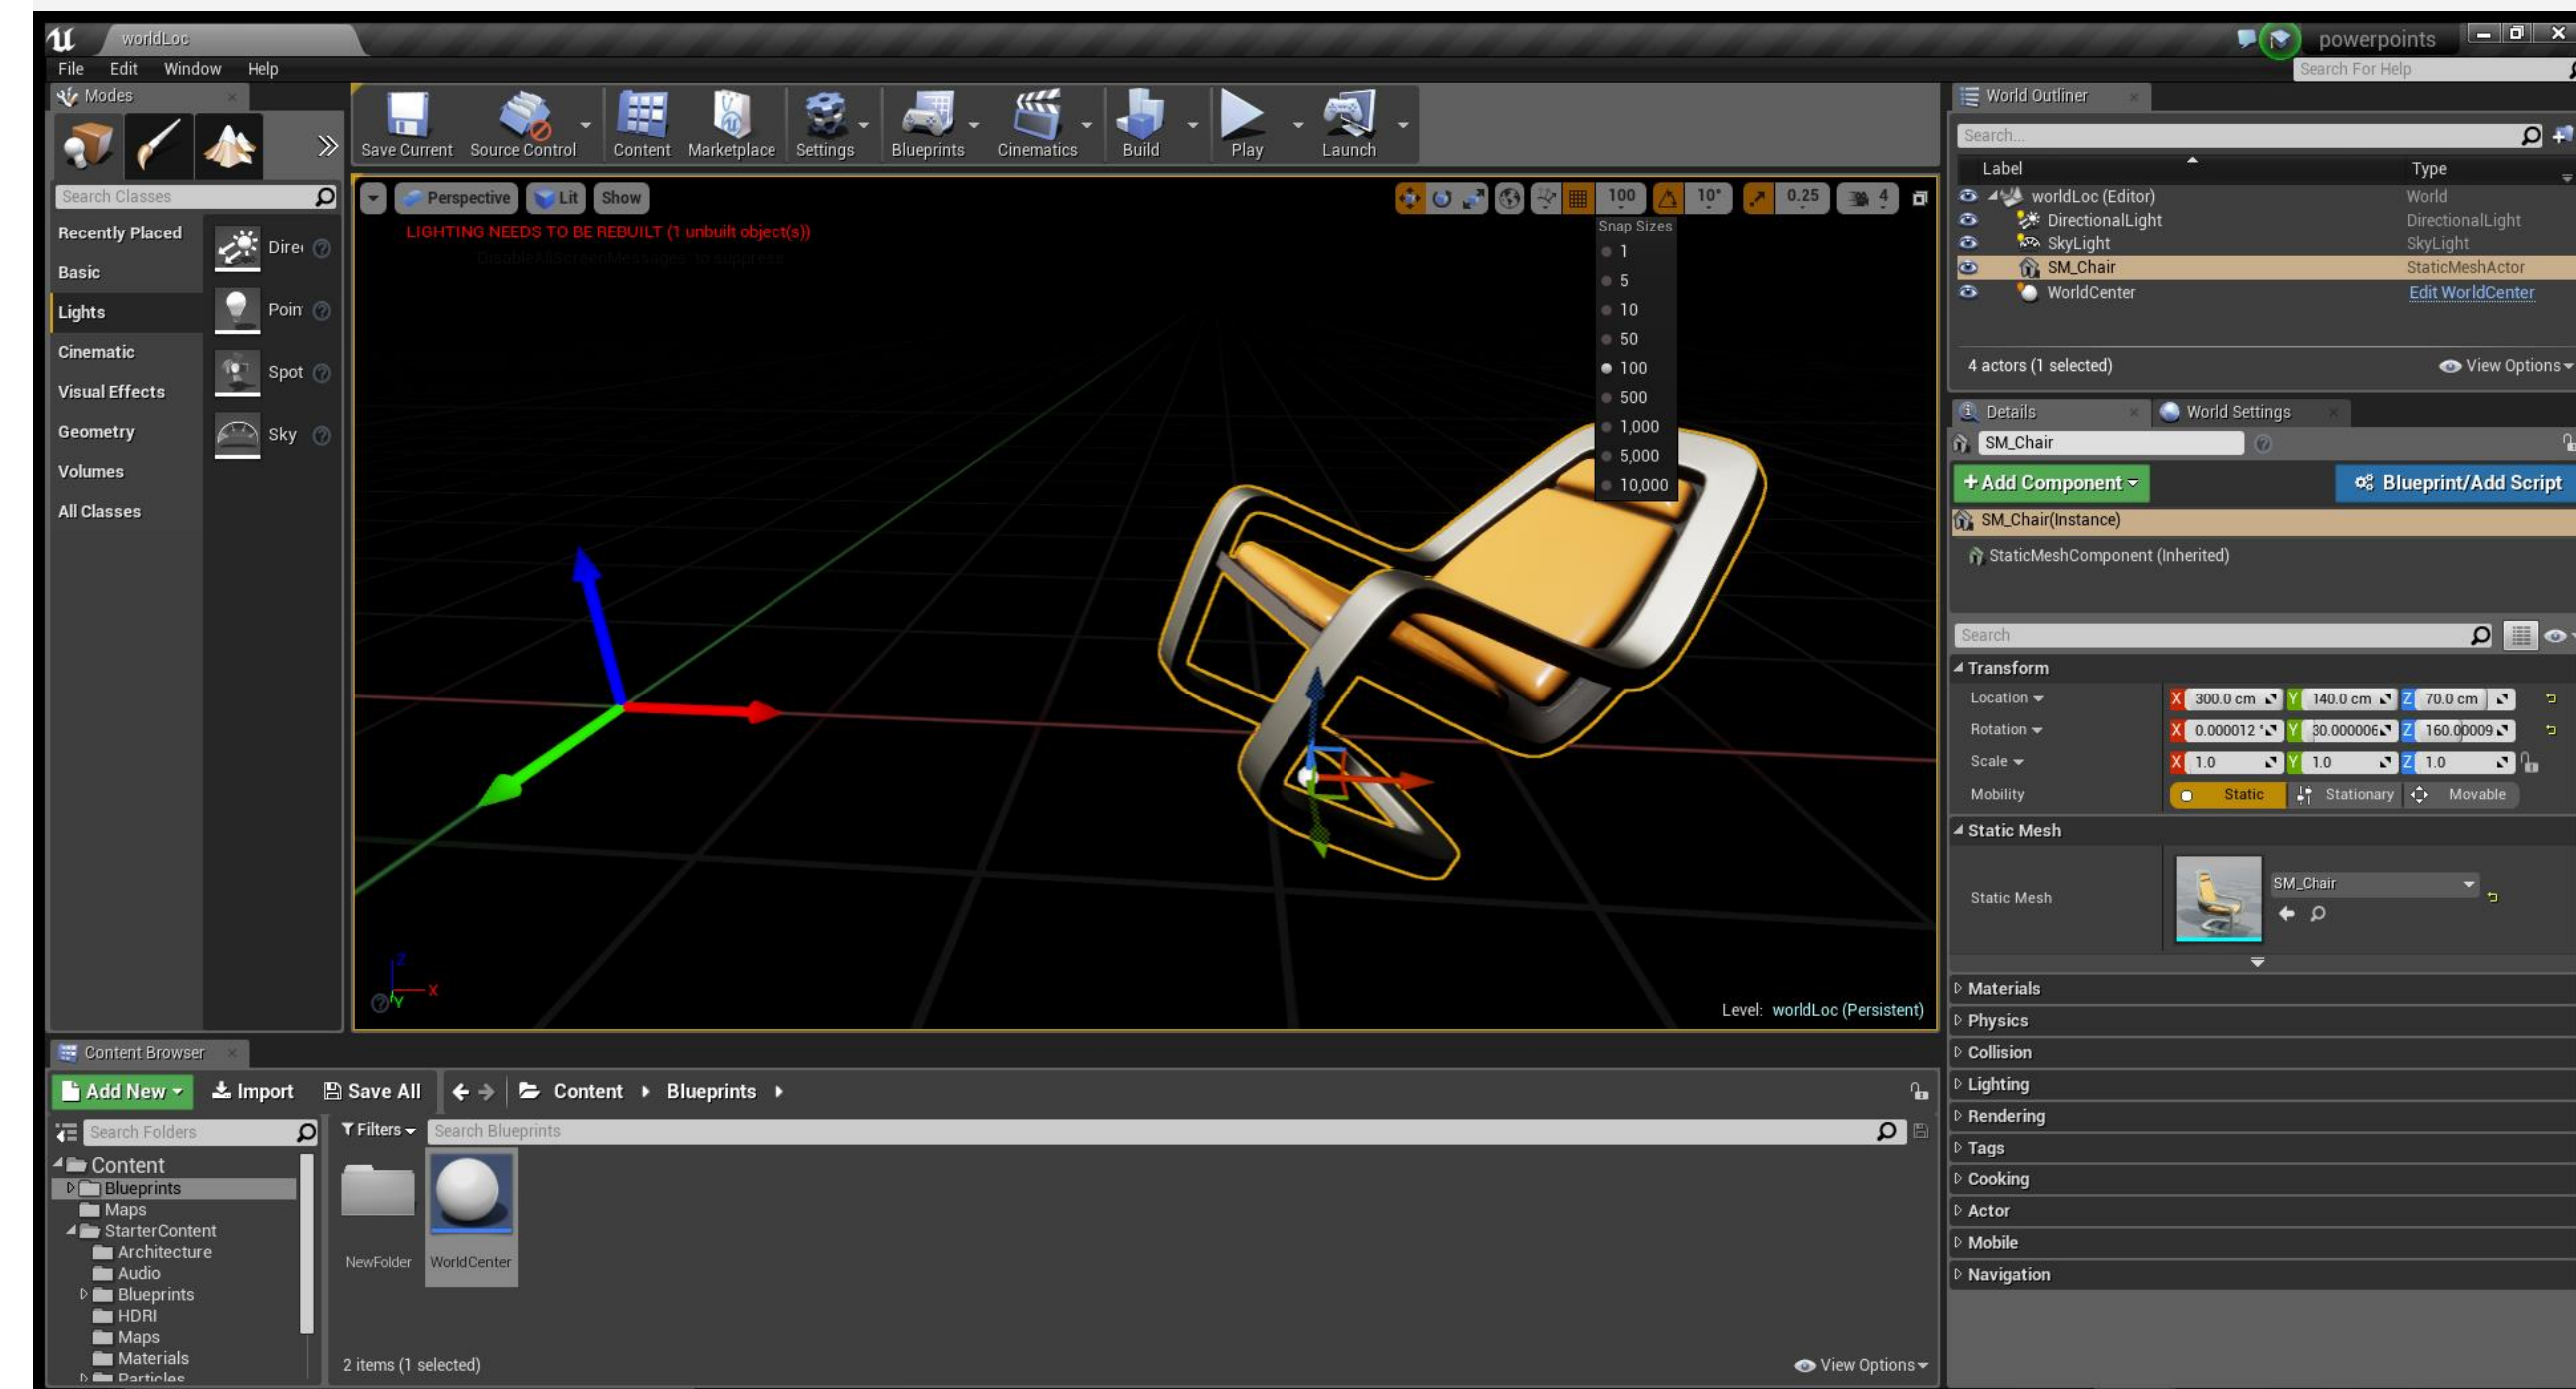 worldLoc
powerpoints
File Edit Window Help
Search For Help
Modes
Search Classes
Recently Placed
Basic
Lights
Cinematic
Visual Effects
Geometry
Volumes
All Classes
Direc
Poin
Spot
Sky
Save Current Source Control Content Marketplace Settings Blueprints Cinematics Build Play Launch
Perspective Lit Show
100 10° 0.25 4
LIGHTING NEEDS TO BE REBUILT (1 unbuilt object(s))
'DisableAllScreenMessages' to suppress
Snap Sizes
1
5
10
50
100
500
1,000
5,000
10,000
Z
X
Y
Level: worldLoc (Persistent)
World Outliner
Search...
Label Type
worldLoc (Editor) World
DirectionalLight DirectionalLight
SkyLight SkyLight
SM_Chair StaticMeshActor
WorldCenter Edit WorldCenter
4 actors (1 selected) View Options
Details World Settings
SM_Chair
+ Add Component Blueprint/Add Script
SM_Chair(Instance)
StaticMeshComponent (Inherited)
Search
Transform
Location X 300.0 cm Y 140.0 cm Z 70.0 cm
Rotation X 0.000012 ° Y 30.000006 Z 160.00009
Scale X 1.0 Y 1.0 Z 1.0
Mobility Static Stationary Movable
Static Mesh
Static Mesh SM_Chair
Materials
Physics
Collision
Lighting
Rendering
Tags
Cooking
Actor
Mobile
Navigation
Content Browser
Add New Import Save All Content Blueprints
Search Folders Filters Search Blueprints
Content
Blueprints
Maps
StarterContent
Architecture
Audio
Blueprints
HDRI
Maps
Materials
Particles
NewFolder WorldCenter
2 items (1 selected) View Options